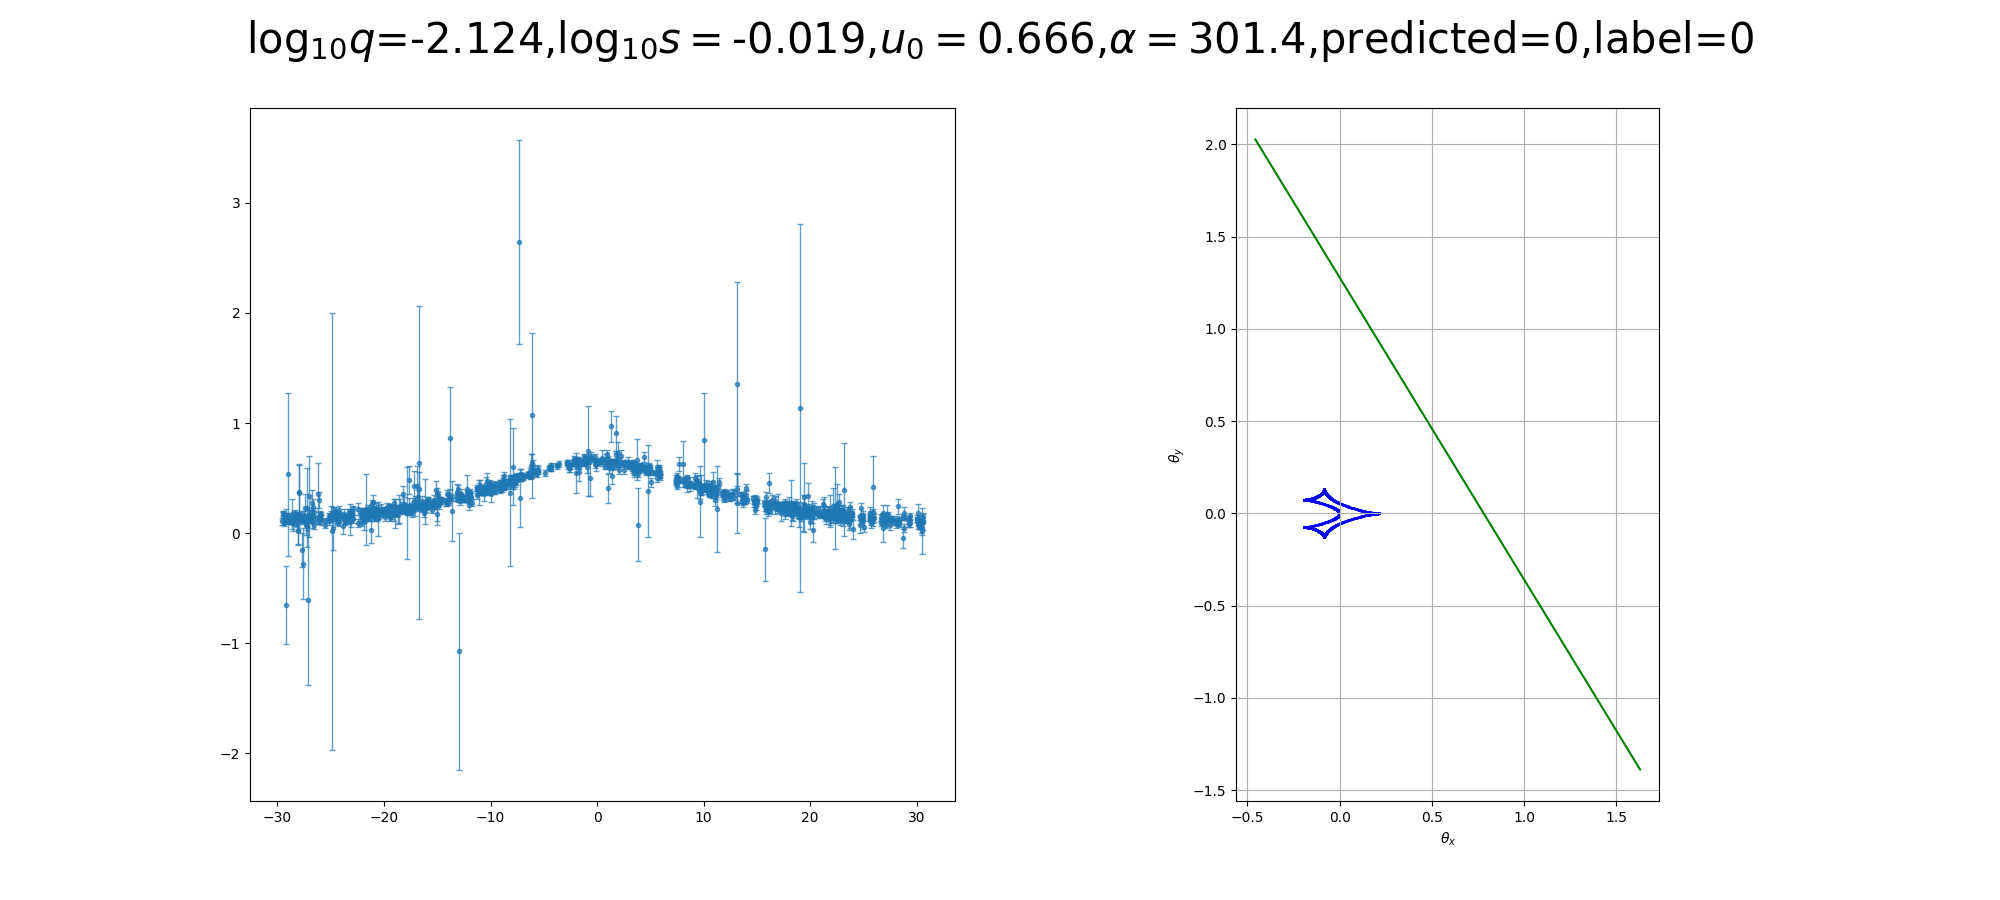 log₁₀q=-2.124,log₁₀s = -0.019,u₀ = 0.666,α = 301.4,predicted=0,label=0
3
2
1
0
−1
−2
−30 −20 −10 0 10 20 30
2.0
1.5
1.0
0.5
0.0
−0.5
−1.0
−1.5
θy
−0.5 0.0 0.5 1.0 1.5
θx